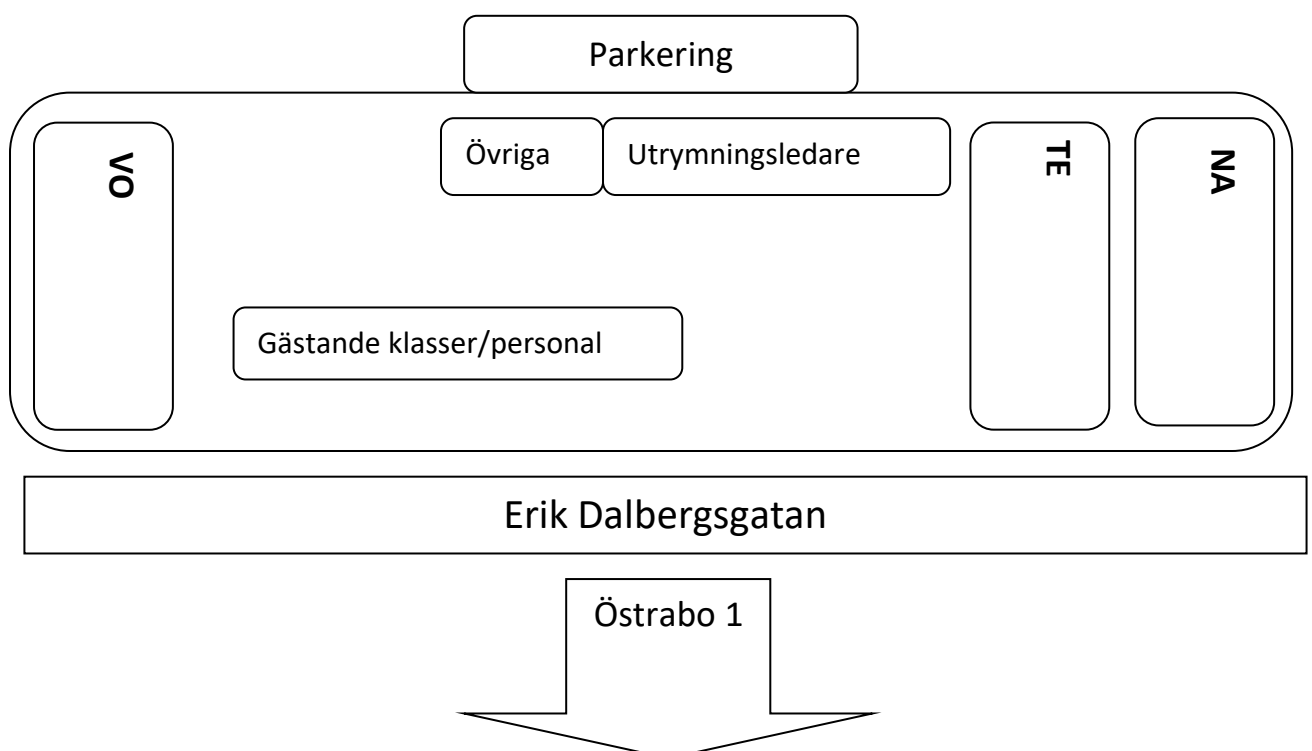 Parkering
VO
Övriga
Utrymningsledare
TE
NA
Gästande klasser/personal
Erik Dalbergsgatan
Östrabo 1